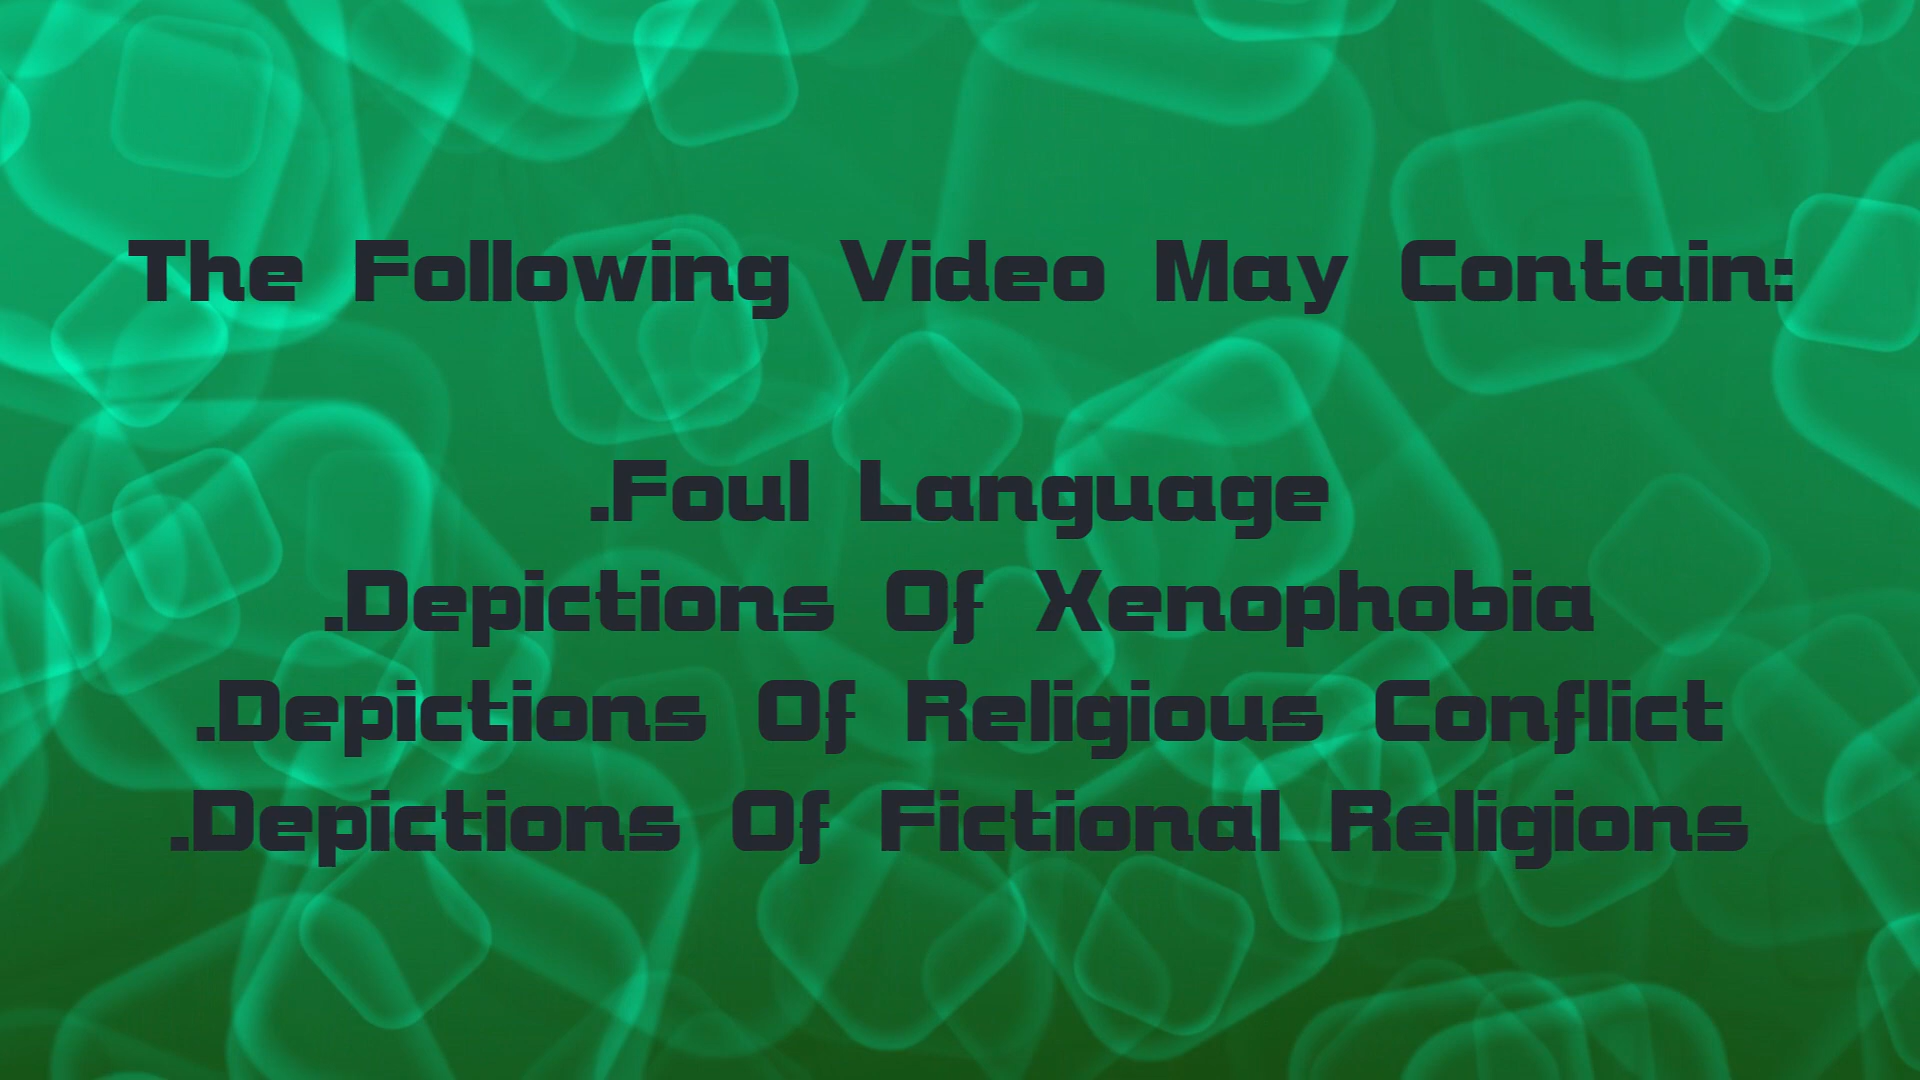 The Following Video May Contain:
.Foul Language
.Depictions Of Xenophobia
.Depictions Of Religious Conflict
.Depictions Of Fictional Religions